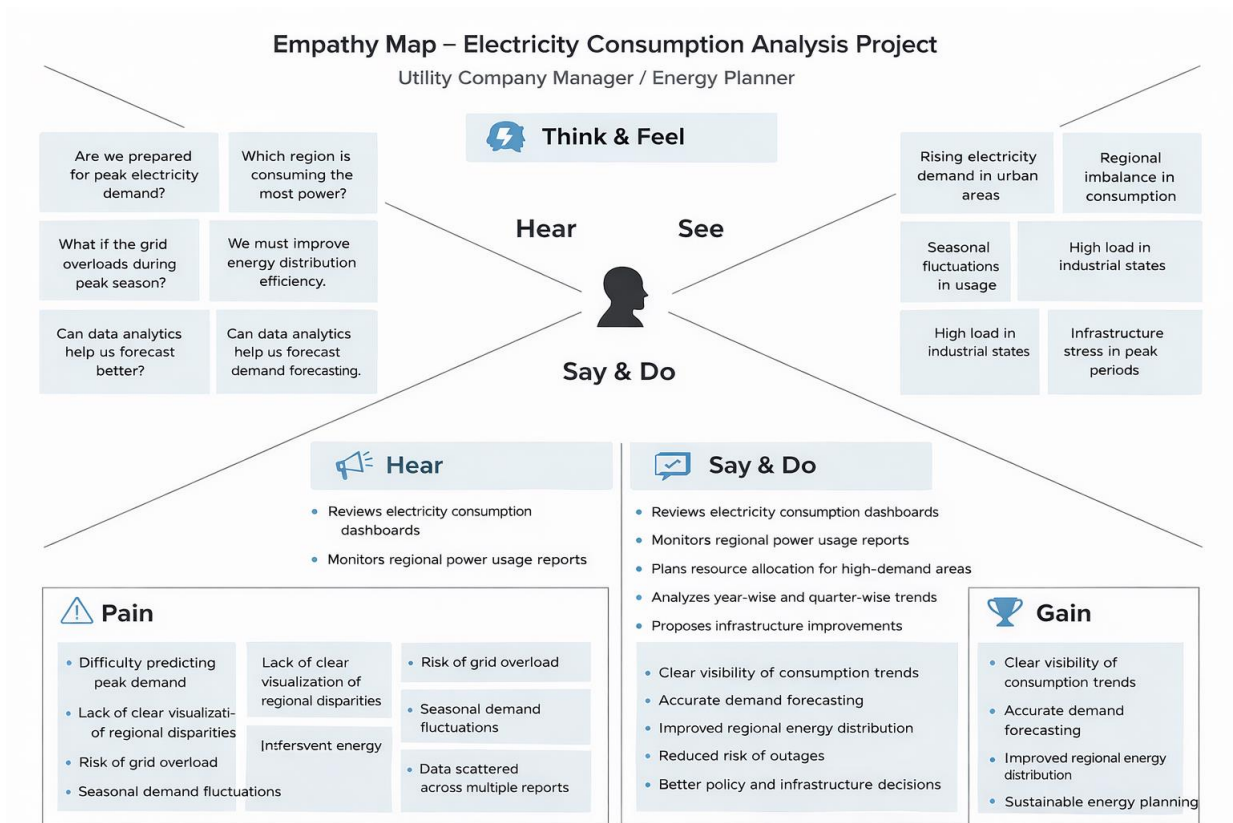 Empathy Map – Electricity Consumption Analysis Project
Utility Company Manager / Energy Planner
Think & Feel
Are we prepared
for peak electricity
demand?
Which region is
consuming the
most power?
What if the grid
overloads during
peak season?
We must improve
energy distribution
efficiency.
Can data analytics
help us forecast
better?
Can data analytics
help us forecast
demand forecasting.
Hear
See
Say & Do
Rising electricity
demand in urban
areas
Regional
imbalance in
consumption
Seasonal
fluctuations
in usage
High load in
industrial states
High load in
industrial states
Infrastructure
stress in peak
periods
Hear
• Reviews electricity consumption
dashboards
• Monitors regional power usage reports
Say & Do
• Reviews electricity consumption dashboards
• Monitors regional power usage reports
• Plans resource allocation for high-demand areas
• Analyzes year-wise and quarter-wise trends
• Proposes infrastructure improvements
• Clear visibility of consumption trends
• Accurate demand forecasting
• Improved regional energy distribution
• Reduced risk of outages
• Better policy and infrastructure decisions
Pain
• Difficulty predicting
peak demand
• Lack of clear visualizati-
of regional disparities
• Risk of grid overload
• Seasonal demand fluctuations
Lack of clear
visualization of
regional disparities
energy
• Risk of grid overload
• Seasonal demand
fluctuations
• Data scattered
across multiple reports
Gain
• Clear visibility of
consumption trends
• Accurate demand
forecasting
• Improved regional energy
distribution
• Sustainable energy planning